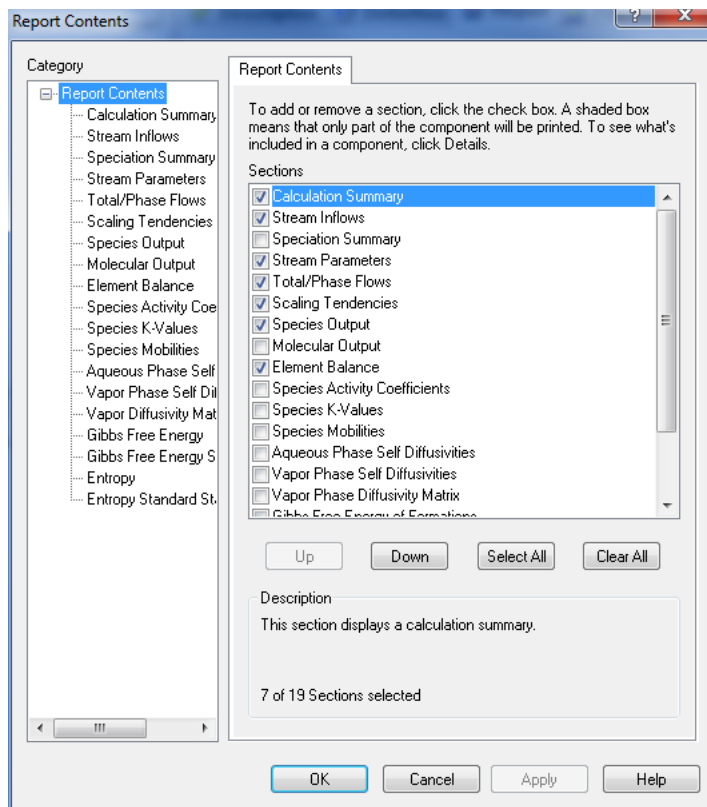 Report Contents
?
X
Category
Report Contents
Calculation Summary
Stream Inflows
Speciation Summary
Stream Parameters
Total/Phase Flows
Scaling Tendencies
Species Output
Molecular Output
Element Balance
Species Activity Coe
Species K-Values
Species Mobilities
Aqueous Phase Self
Vapor Phase Self Dif
Vapor Diffusivity Mat
Gibbs Free Energy
Gibbs Free Energy S
Entropy
Entropy Standard St
Report Contents
To add or remove a section, click the check box. A shaded box
means that only part of the component will be printed. To see what's
included in a component, click Details.
Sections
Calculation Summary
Stream Inflows
Speciation Summary
Stream Parameters
Total/Phase Flows
Scaling Tendencies
Species Output
Molecular Output
Element Balance
Species Activity Coefficients
Species K-Values
Species Mobilities
Aqueous Phase Self Diffusivities
Vapor Phase Self Diffusivities
Vapor Phase Diffusivity Matrix
Gibbs Free Energy of Formations
Up
Down
Select All
Clear All
Description
This section displays a calculation summary.
7 of 19 Sections selected
OK
Cancel
Apply
Help